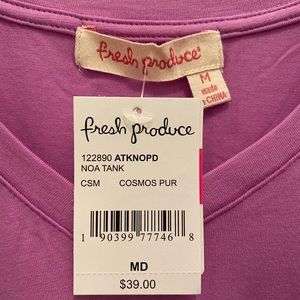 fresh produce
M
made
in CHINA
fresh produce
122890 ATKNOPD
NOA TANK
CSM COSMOS PUR
1 90399 77746 8
MD
$39.00